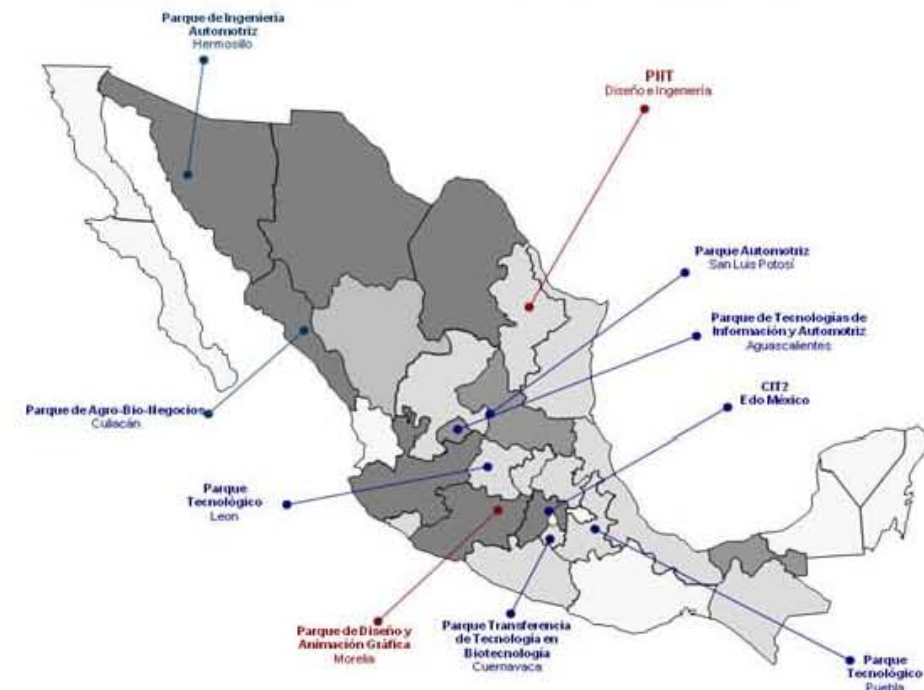 Parque de Ingeniería
Automotriz
Hermosillo
PIIT
Diseño e Ingeniería
Parque Automotriz
San Luis Potosí
Parque de Tecnologías de
Información y Automotriz
Aguascalientes
CIT2
Edo México
Parque de Agro-Bio-Negocios
Culiacán
Parque
Tecnológico
Leon
Parque de Diseño y
Animación Gráfica
Morelia
Parque Transferencia
de Tecnología en
Biotecnología
Cuernavaca
Parque
Tecnológico
Puebla